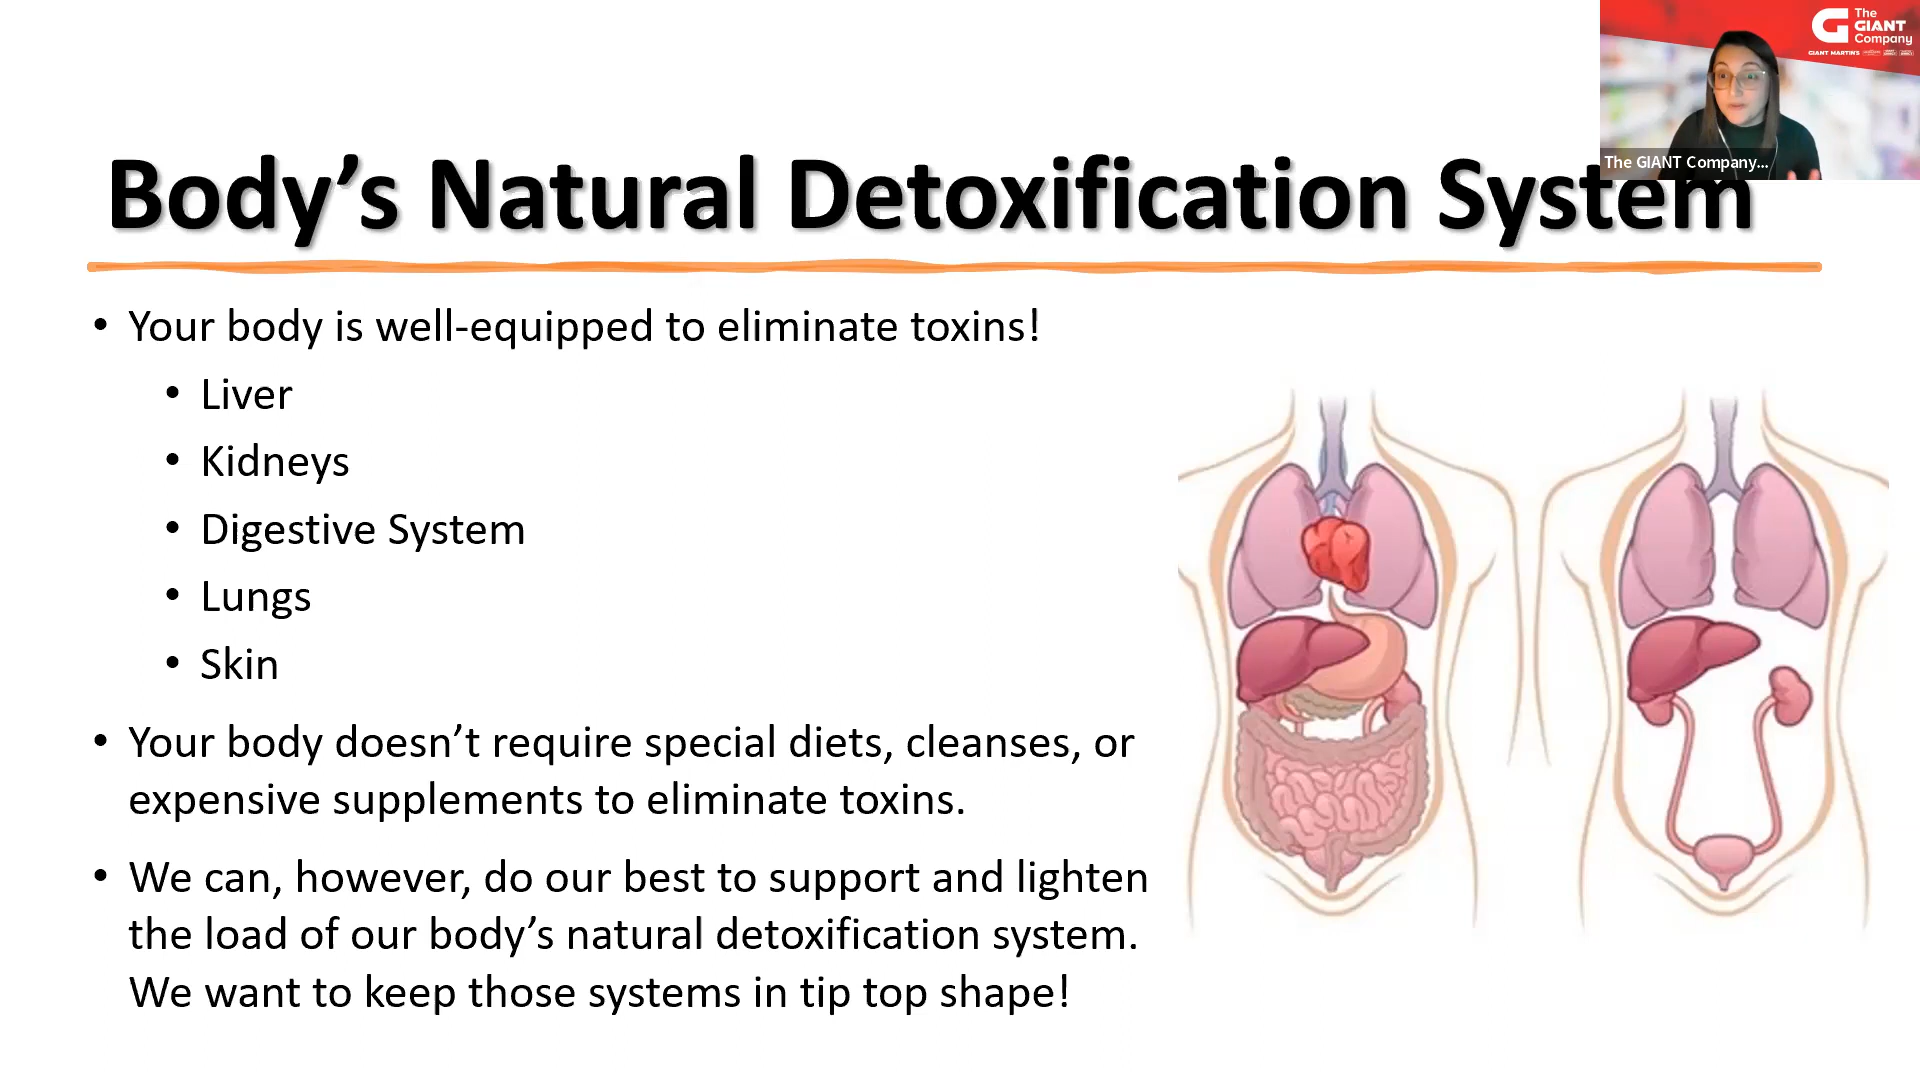 The
GIANT
Company
GIANT MARTIN'S
The GIANT Company...
Body’s Natural Detoxification System
• Your body is well-equipped to eliminate toxins!
• Liver
• Kidneys
• Digestive System
• Lungs
• Skin
• Your body doesn’t require special diets, cleanses, or
expensive supplements to eliminate toxins.
• We can, however, do our best to support and lighten
the load of our body’s natural detoxification system.
We want to keep those systems in tip top shape!